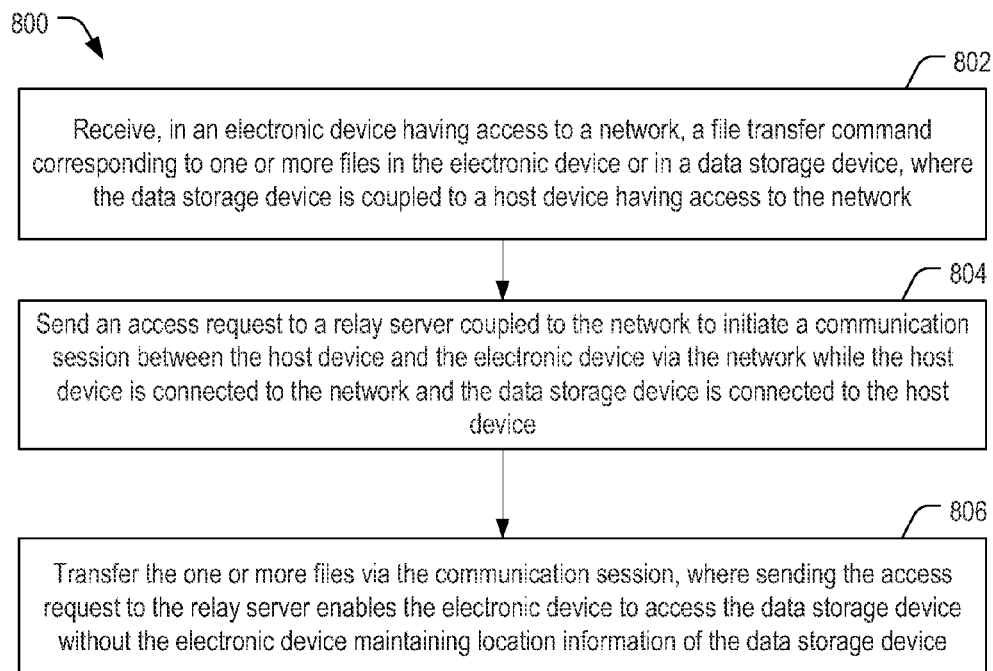 800
802
Receive, in an electronic device having access to a network, a file transfer command
corresponding to one or more files in the electronic device or in a data storage device, where
the data storage device is coupled to a host device having access to the network
804
Send an access request to a relay server coupled to the network to initiate a communication
session between the host device and the electronic device via the network while the host
device is connected to the network and the data storage device is connected to the host
device
806
Transfer the one or more files via the communication session, where sending the access
request to the relay server enables the electronic device to access the data storage device
without the electronic device maintaining location information of the data storage device